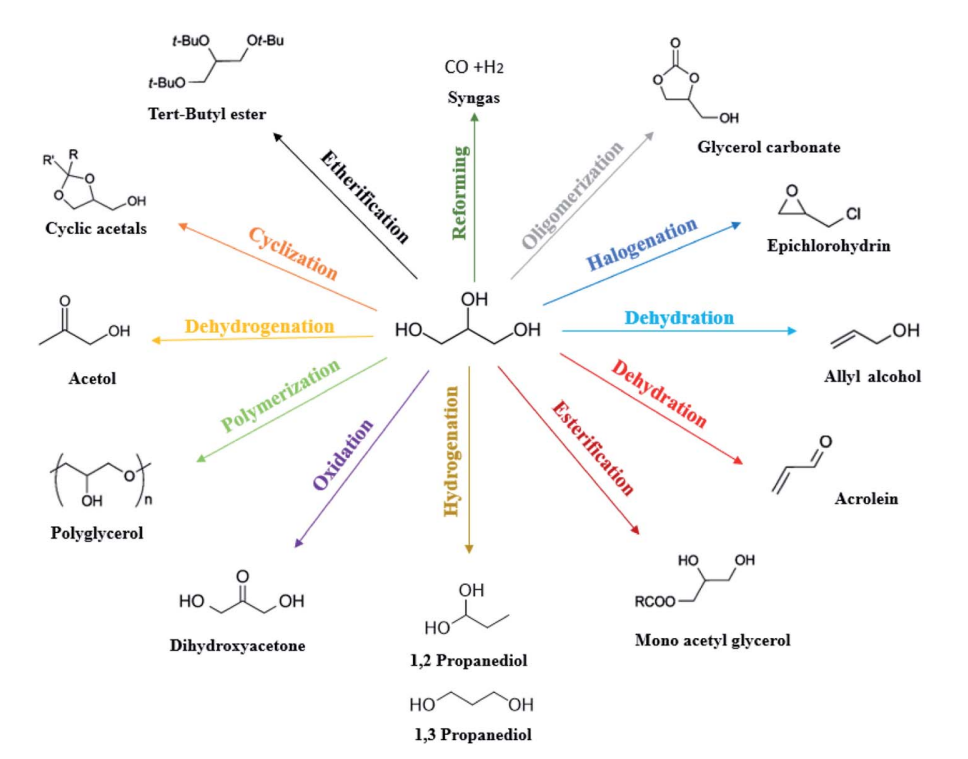 t-BuO
Ot-Bu
t-BuO
Tert-Butyl ester
CO +H2
Syngas
O
O
O
OH
Glycerol carbonate
R'
R
O
O
OH
Cyclic acetals
Etherification
Reforming
Oligomerization
O
Cl
Epichlorohydrin
Cyclization
Halogenation
O
OH
Acetol
Dehydrogenation
OH
HO
OH
Dehydration
OH
Allyl alcohol
Polymerization
Oxidation
Hydrogenation
Esterification
Dehydration
O
Acrolein
O
OH
n
Polyglycerol
O
HO
OH
Dihydroxyacetone
OH
HO
1,2 Propanediol
HO
OH
1,3 Propanediol
HO
OH
RCOO
Mono acetyl glycerol